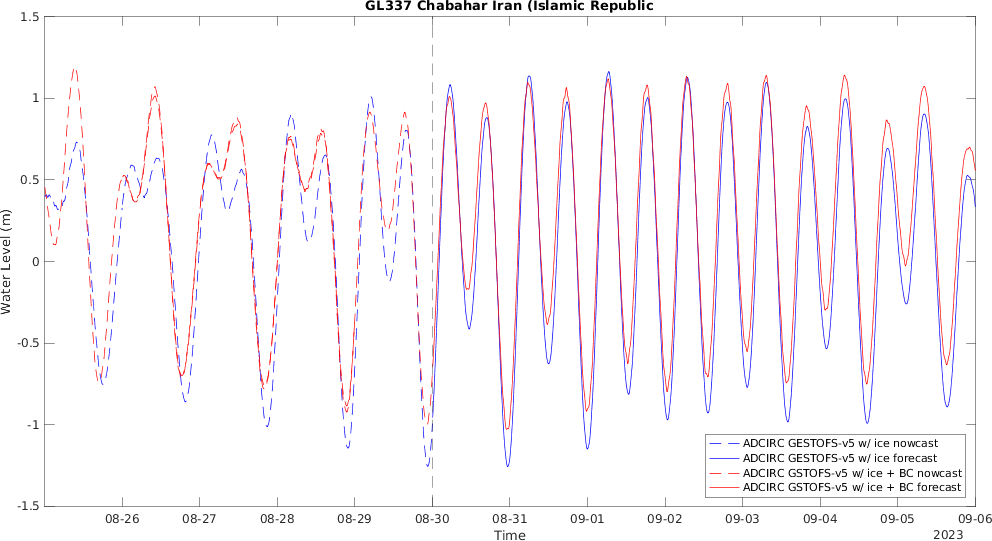 GL337 Chabahar Iran (Islamic Republic
1.5
1
0.5
0
-0.5
-1
-1.5
Water Level (m)
ADCIRC GESTOFS-v5 w/ ice nowcast
ADCIRC GESTOFS-v5 w/ ice forecast
ADCIRC GSTOFS-v5 w/ ice + BC nowcast
ADCIRC GSTOFS-v5 w/ ice + BC forecast
08-26 08-27 08-28 08-29 08-30 08-31 09-01 09-02 09-03 09-04 09-05 09-06
Time
2023